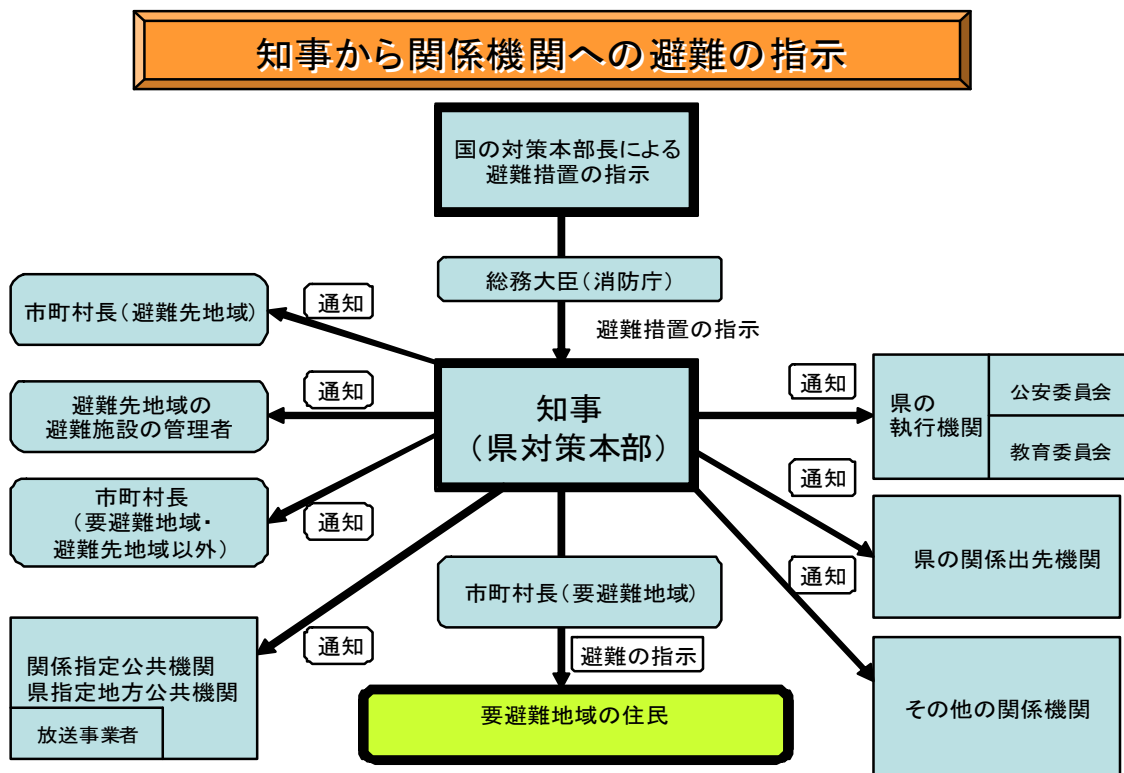 知事から関係機関への避難の指示
国の対策本部長による
避難措置の指示
総務大臣（消防庁）
避難措置の指示
知事
（県対策本部）
通知
市町村長（避難先地域）
通知
避難先地域の
避難施設の管理者
通知
市町村長
（要避難地域・
避難先地域以外）
通知
関係指定公共機関
県指定地方公共機関
放送事業者
市町村長（要避難地域）
避難の指示
要避難地域の住民
通知
県の
執行機関
公安委員会
教育委員会
通知
県の関係出先機関
通知
その他の関係機関